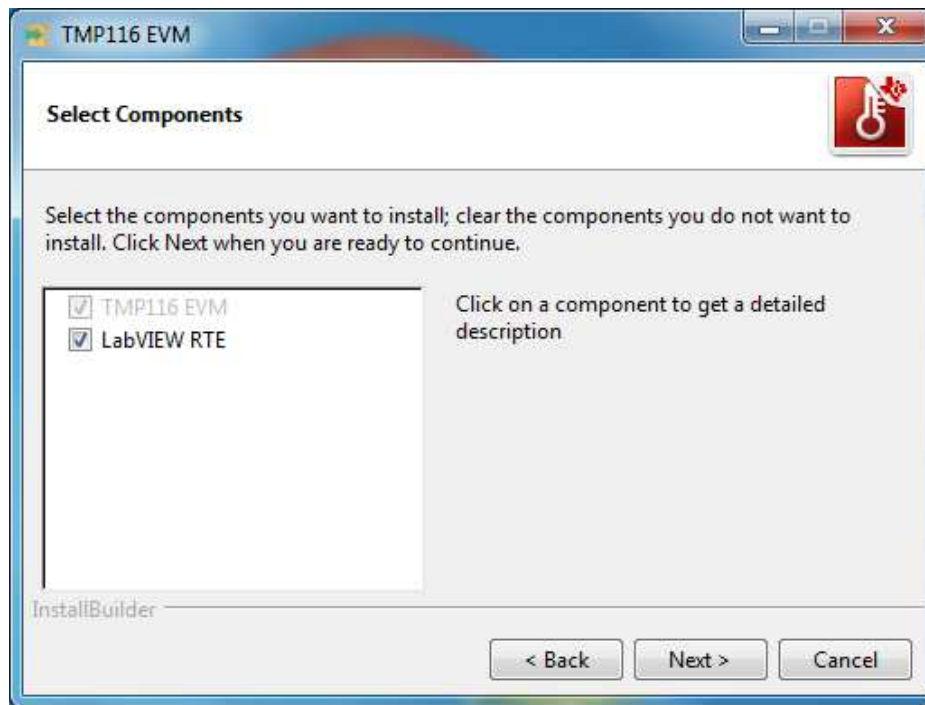 TMP116 EVM
Select Components
Select the components you want to install; clear the components you do not want to
install. Click Next when you are ready to continue.
TMP116 EVM
LabVIEW RTE
Click on a component to get a detailed
description
InstallBuilder
< Back
Next >
Cancel